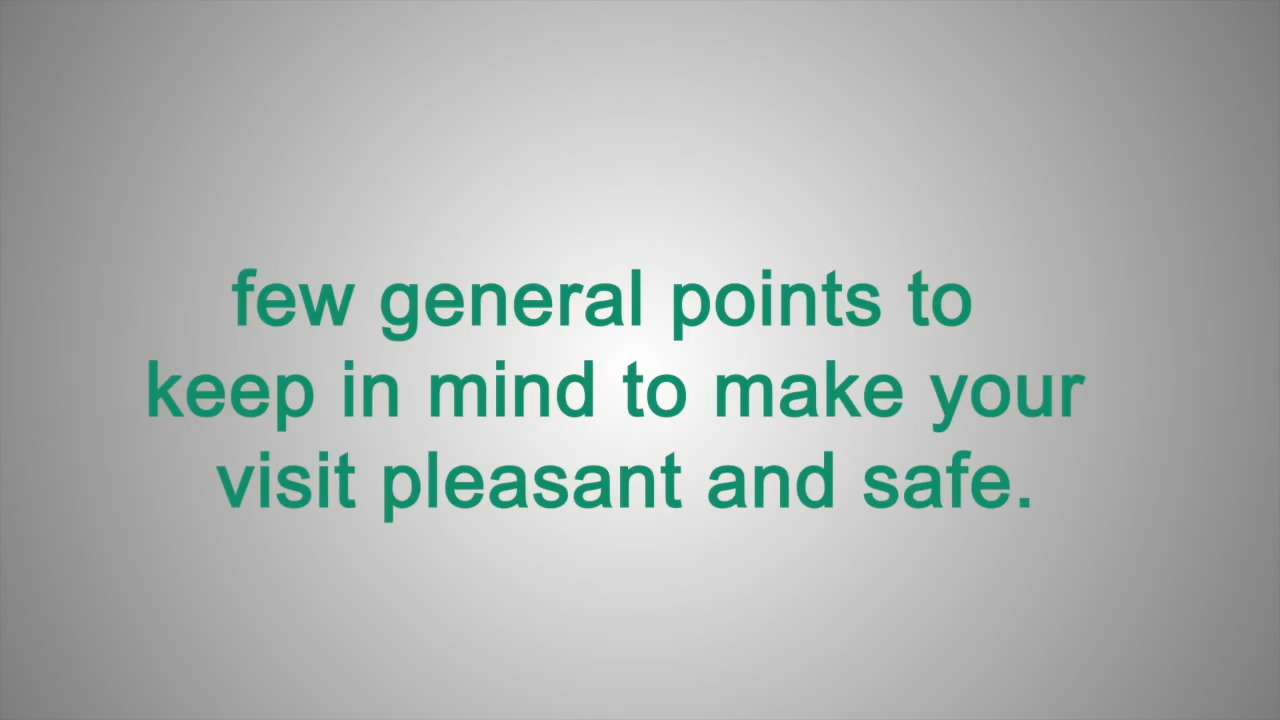 few general points to
keep in mind to make your
visit pleasant and safe.